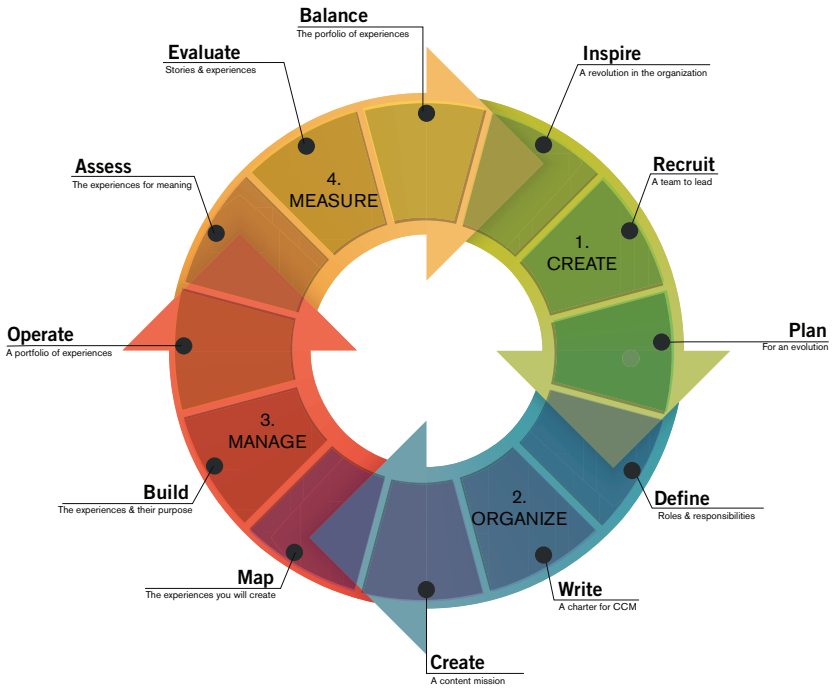 Balance
The porfolio of experiences
Inspire
A revolution in the organization
Recruit
A team to lead
1.
CREATE
Plan
For an evolution
Define
Roles & responsibilities
2.
ORGANIZE
Write
A charter for CCM
Create
A content mission
Map
The experiences you will create
Build
The experiences & their purpose
3.
MANAGE
Operate
A portfolio of experiences
Assess
The experiences for meaning
Evaluate
Stories & experiences
4.
MEASURE